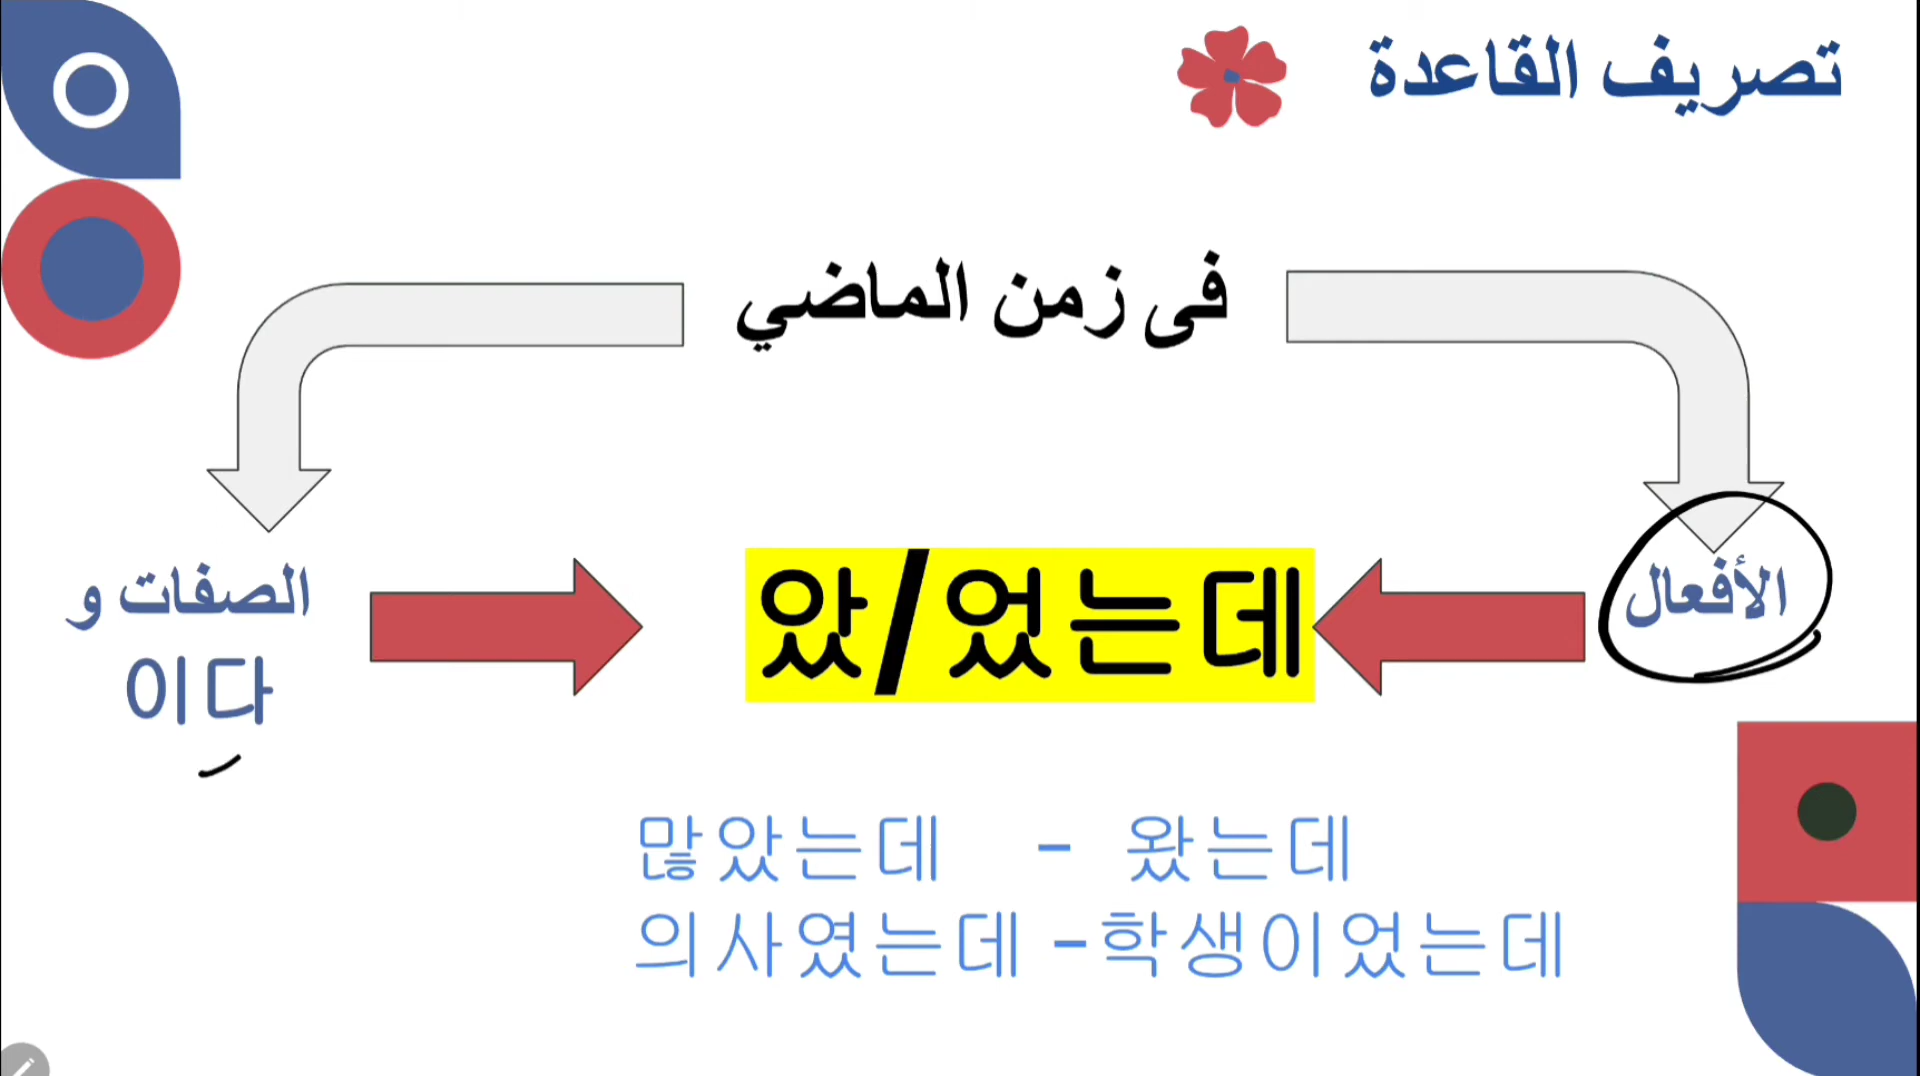 تصريف القاعدة
فى زمن الماضي
الأفعال
았/었는데
الصفات و
이다
많았는데 - 왔는데
의사였는데 -학생이었는데